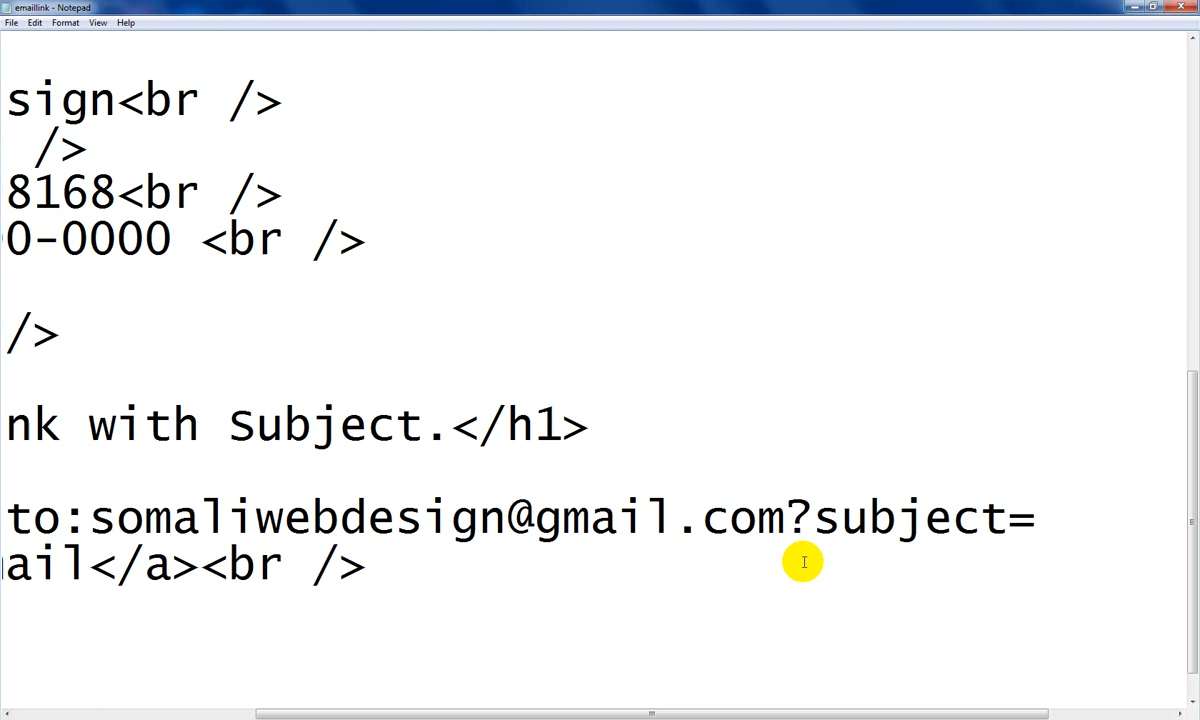 emaillink - Notepad
File Edit Format View Help
sign<br />
/>
8168<br />
0-0000 <br />
/>
nk with Subject.</h1>
to:somaliwebdesign@gmail.com?subject=
ail</a><br />